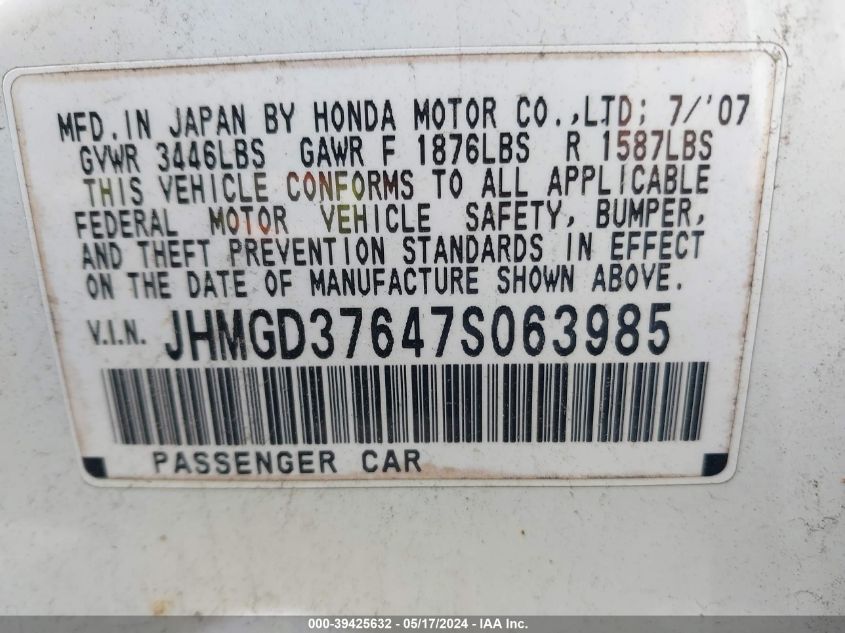 MFD. IN JAPAN BY HONDA MOTOR CO.,LTD; 7/'07
GVWR 3446LBS GAWR F 1876LBS R 1587LBS
THIS VEHICLE CONFORMS TO ALL APPLICABLE
FEDERAL MOTOR VEHICLE SAFETY, BUMPER,
AND THEFT PREVENTION STANDARDS IN EFFECT
ON THE DATE OF MANUFACTURE SHOWN ABOVE.
V.I.N. JHMGD37647S063985
PASSENGER CAR
000-39425632 - 05/17/2024 - IAA Inc.